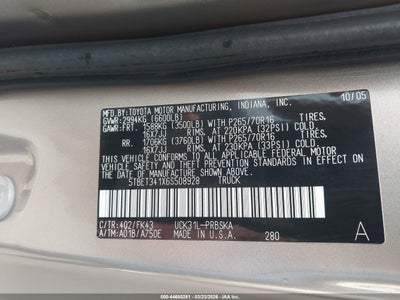 MFD. BY:TOYOTA MOTOR MANUFACTURING, INDIANA, INC.
GVWR: 2994KG (6600LB) 10/05
GAWR:FRT. 1588KG (3500LB) WITH P265/70R16 TIRES.
16X7JJ RIMS, AT 220KPA (32PSI) COLD.
RR. 1706KG (3760LB) WITH P265/70R16 TIRES.
16X7JJ RIMS, AT 230KPA (33PSI) COLD.
THIS VEHICLE CONFORMS TO ALL APPLICABLE FEDERAL
MOTOR VEHICLE SAFETY AND THEFT PREVENTION STANDARDS
IN EFFECT ON THE DATE OF MANUFACTURE SHOWN ABOVE.
5TBET341X6S508928 TRUCK
C/TR:4Q2/FK43 UCK31L-PRBSKA
A/TM:A01B/A750E MADE IN U.S.A. 280 A
000-44690281 - 03/23/2026 - IAA